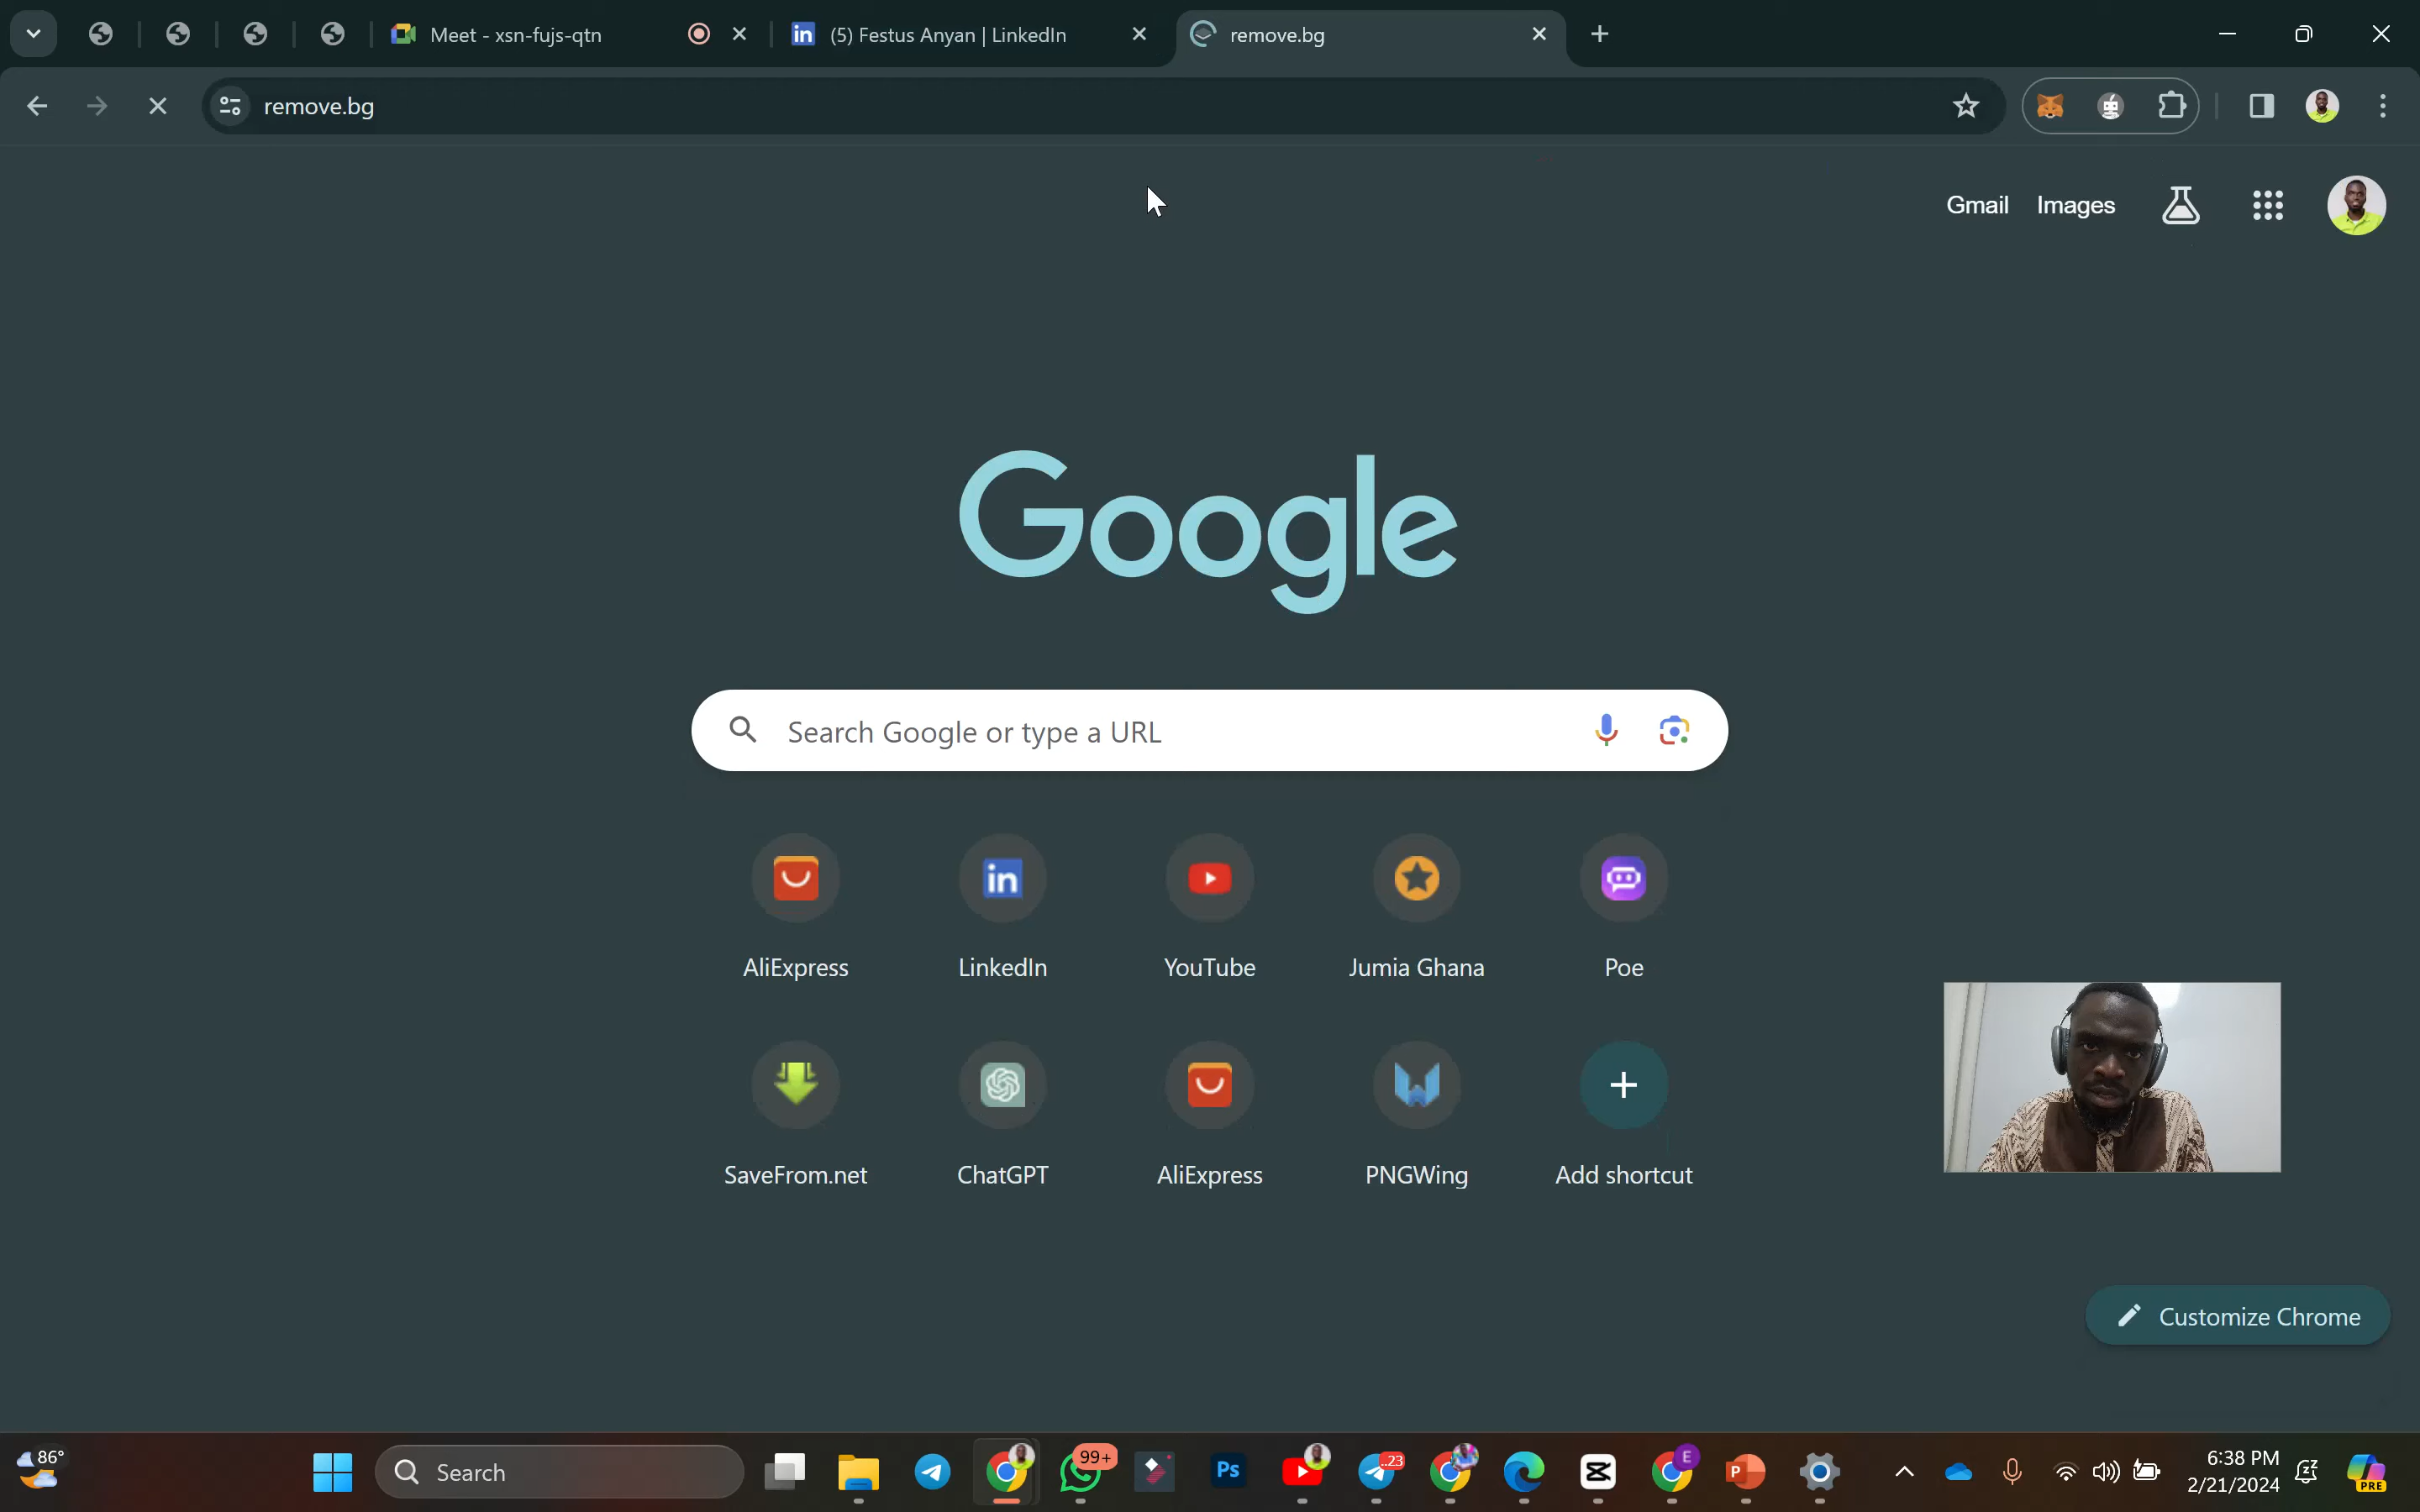 Meet - xsn-fujs-qtn
(5) Festus Anyan | LinkedIn
remove.bg
remove.bg
Gmail Images
Google
Search Google or type a URL
AliExpress LinkedIn YouTube Jumia Ghana Poe
SaveFrom.net ChatGPT AliExpress PNGWing Add shortcut
Customize Chrome
86°
Search
99+
Ps
..23
E
P
6:38 PM
2/21/2024
PRE